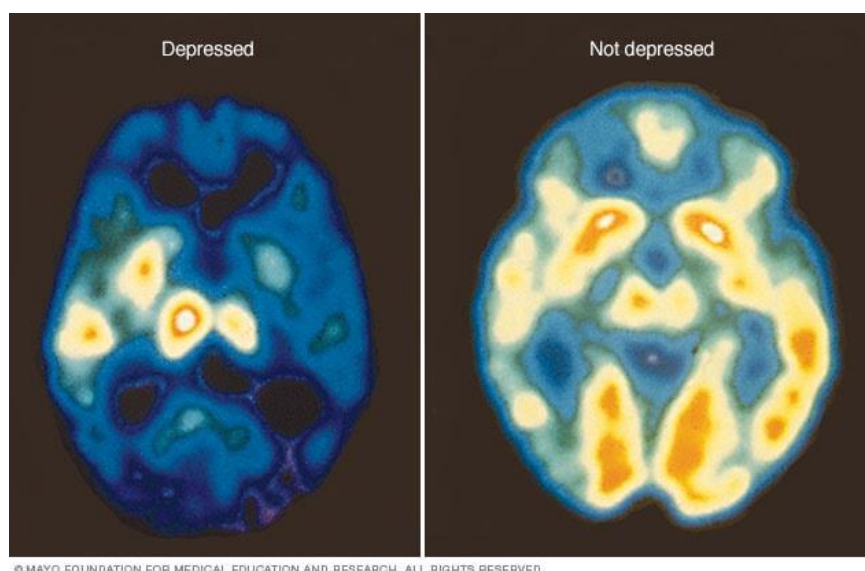 Depressed
Not depressed
© MAYO FOUNDATION FOR MEDICAL EDUCATION AND RESEARCH. ALL RIGHTS RESERVED.